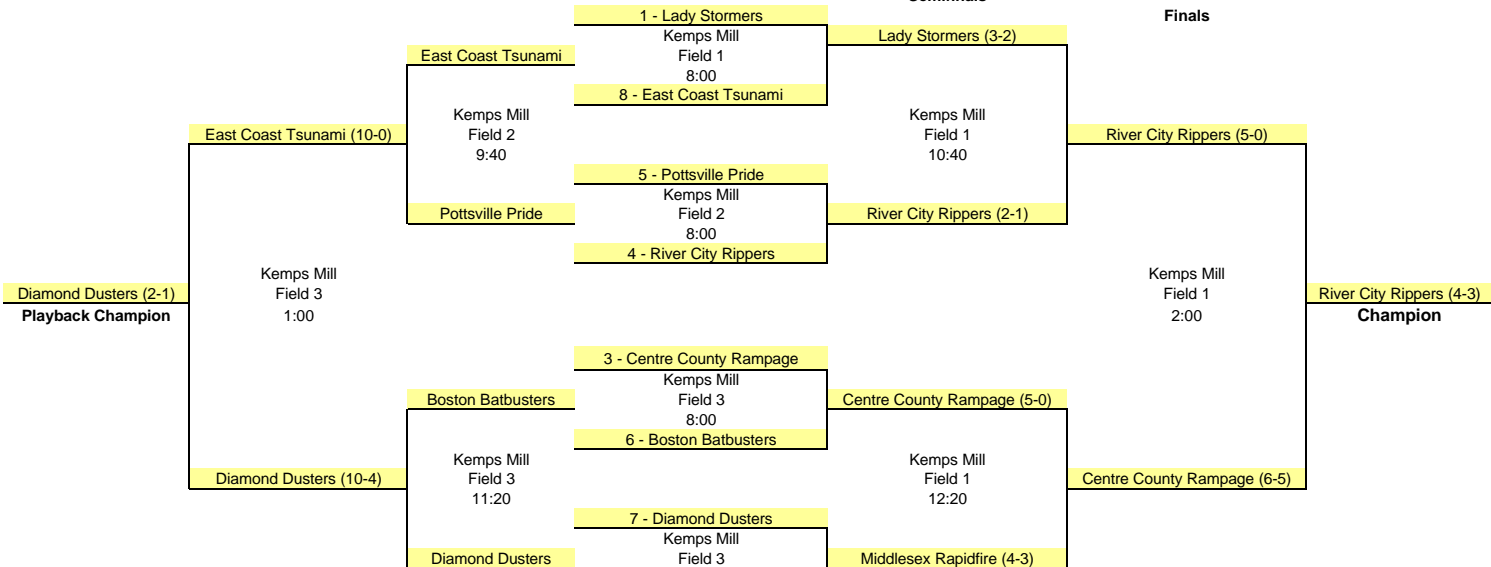 1 - Lady Stormers
Finals
Kemps Mill
Lady Stormers (3-2)
East Coast Tsunami
Field 1
8:00
8 - East Coast Tsunami
Kemps Mill
Kemps Mill
East Coast Tsunami (10-0)
Field 2
Field 1
River City Rippers (5-0)
9:40
10:40
5 - Pottsville Pride
Kemps Mill
Pottsville Pride
Field 2
River City Rippers (2-1)
8:00
4 - River City Rippers
Kemps Mill
Kemps Mill
Diamond Dusters (2-1)
Field 3
Field 1
River City Rippers (4-3)
Playback Champion
1:00
2:00
Champion
3 - Centre County Rampage
Kemps Mill
Boston Batbusters
Field 3
Centre County Rampage (5-0)
8:00
6 - Boston Batbusters
Kemps Mill
Kemps Mill
Diamond Dusters (10-4)
Field 3
Field 1
Centre County Rampage (6-5)
11:20
12:20
7 - Diamond Dusters
Kemps Mill
Diamond Dusters
Field 3
Middlesex Rapidfire (4-3)